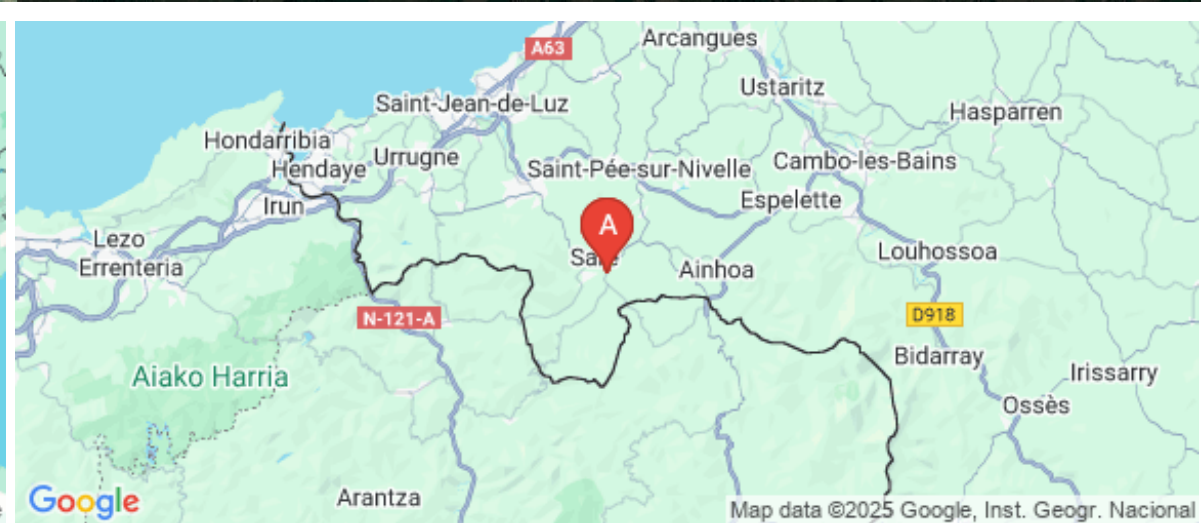 Arcangues
A63
Ustaritz
Saint-Jean-de-Luz
Hasparren
Hondarribia
Urrugne
Saint-Pée-sur-Nivelle
Cambo-les-Bains
Hendaye
Irun
Espelette
A
Lezo
Louhossoa
Errenteria
Ainhoa
N-121-A
D918
Bidarray
Aiako Harria
Irissarry
Ossès
Arantza
Google
Map data ©2025 Google, Inst. Geogr. Nacional